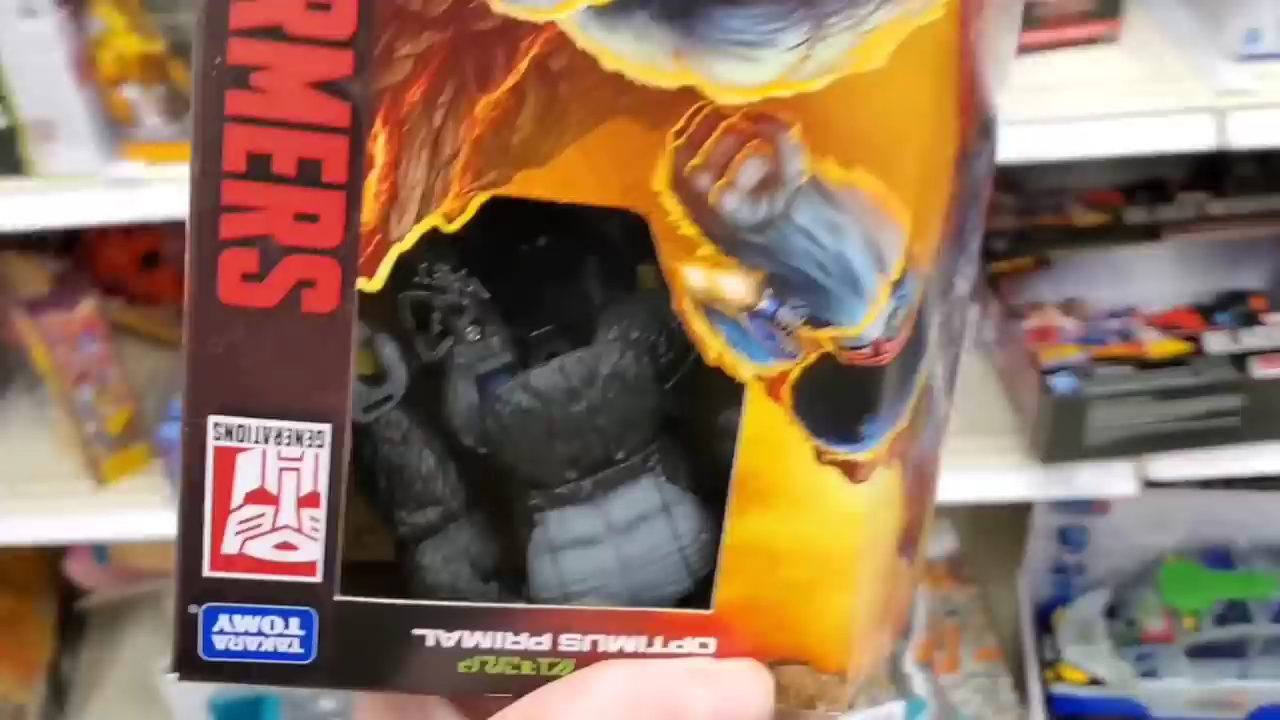 RMERS
GENERATIONS
TAKARA
TOMY
OPTIMUS PRIMAL